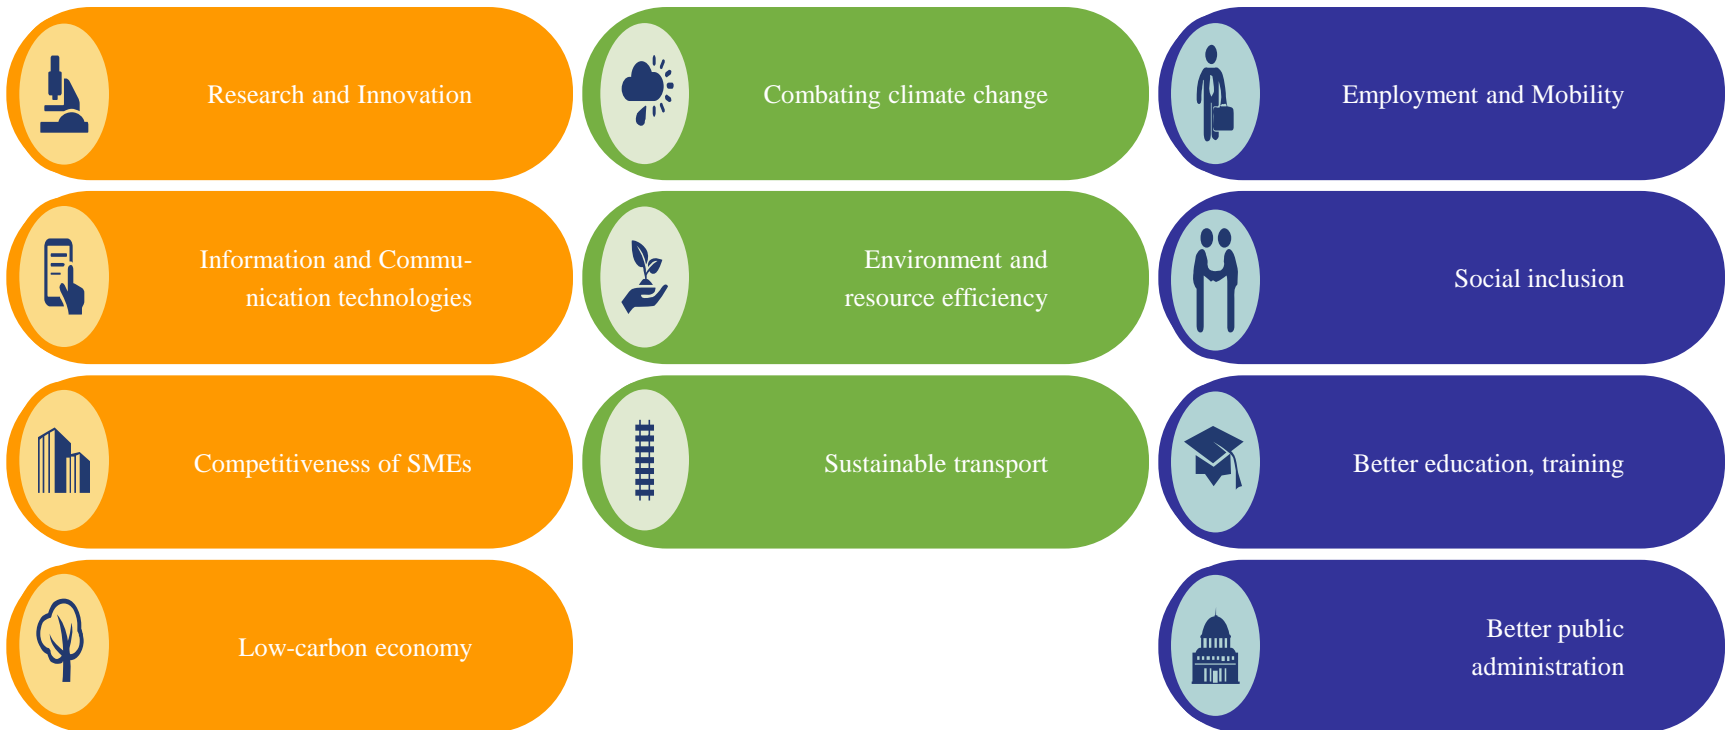 Research and Innovation
Combating climate change
Employment and Mobility
Information and Commu-
nication technologies
Environment and
resource efficiency
Social inclusion
Competitiveness of SMEs
Sustainable transport
Better education, training
Low-carbon economy
Better public
administration